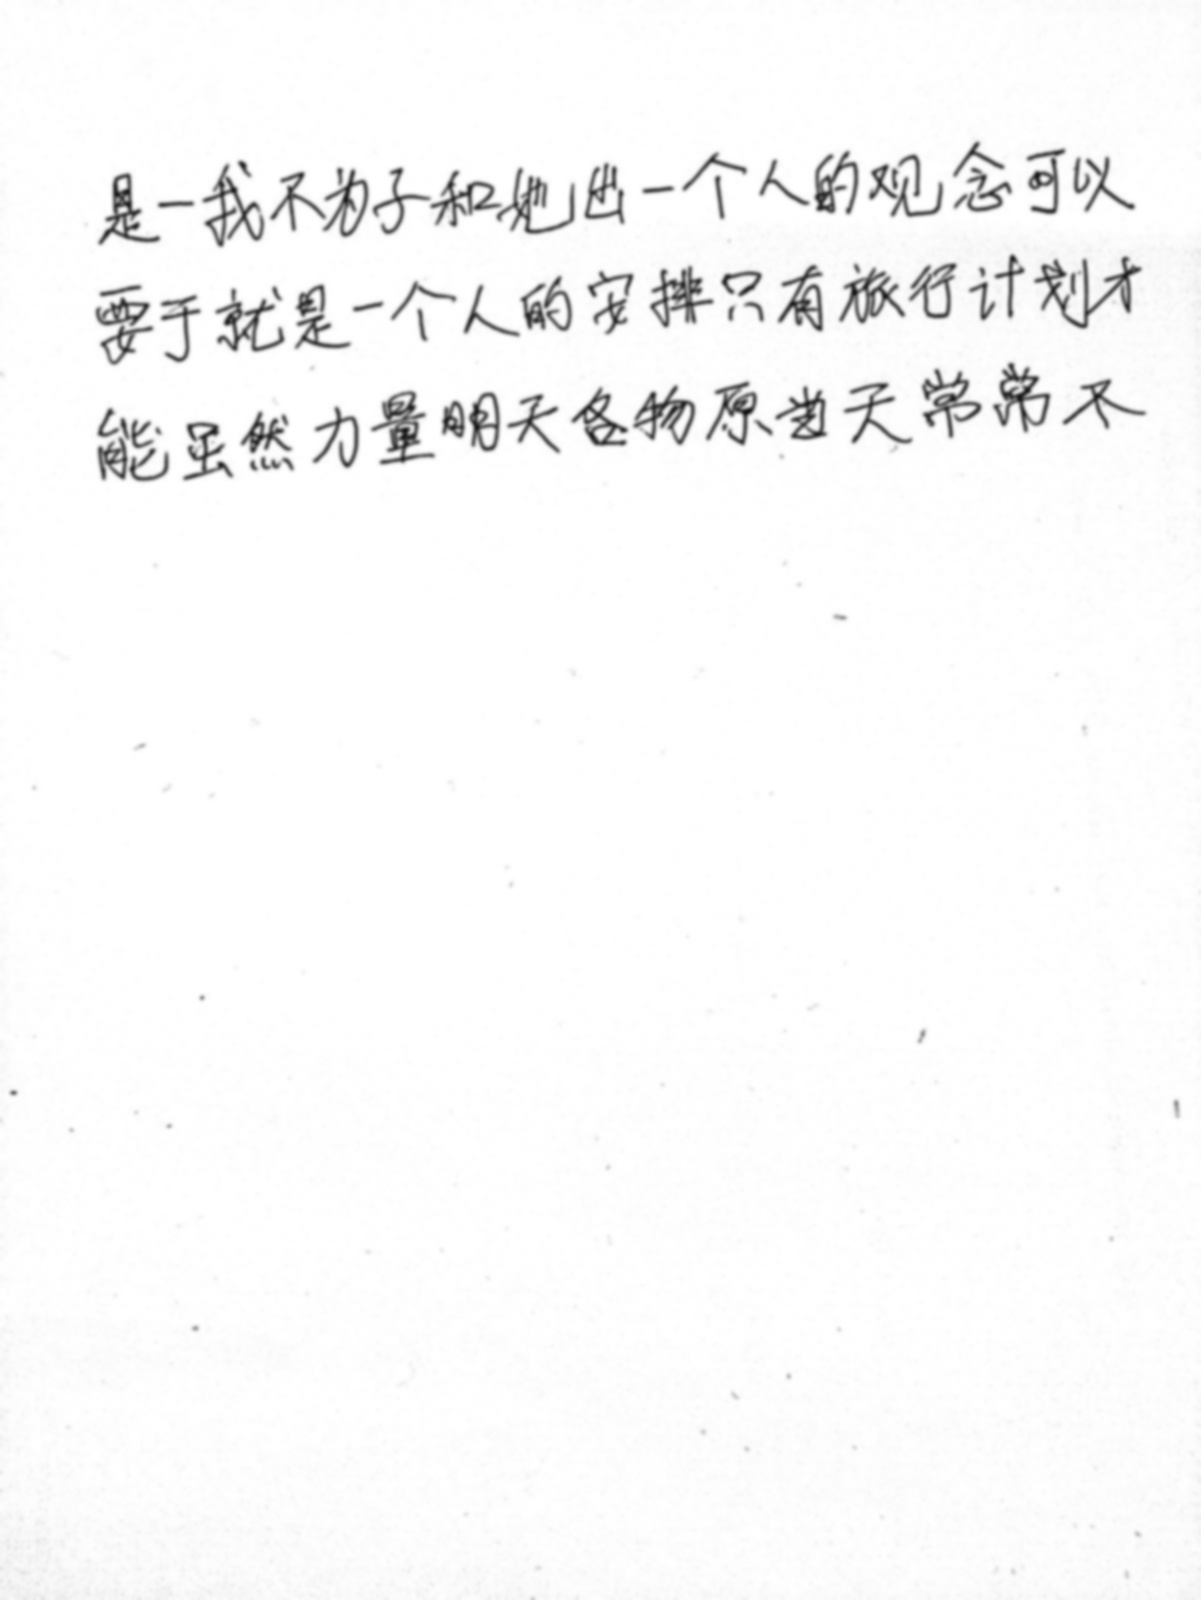 是一我不为子和她出一个人的观念可以
要于就是一个人的安排只有旅行计划才
能虽然力量明天各物原当天常常不